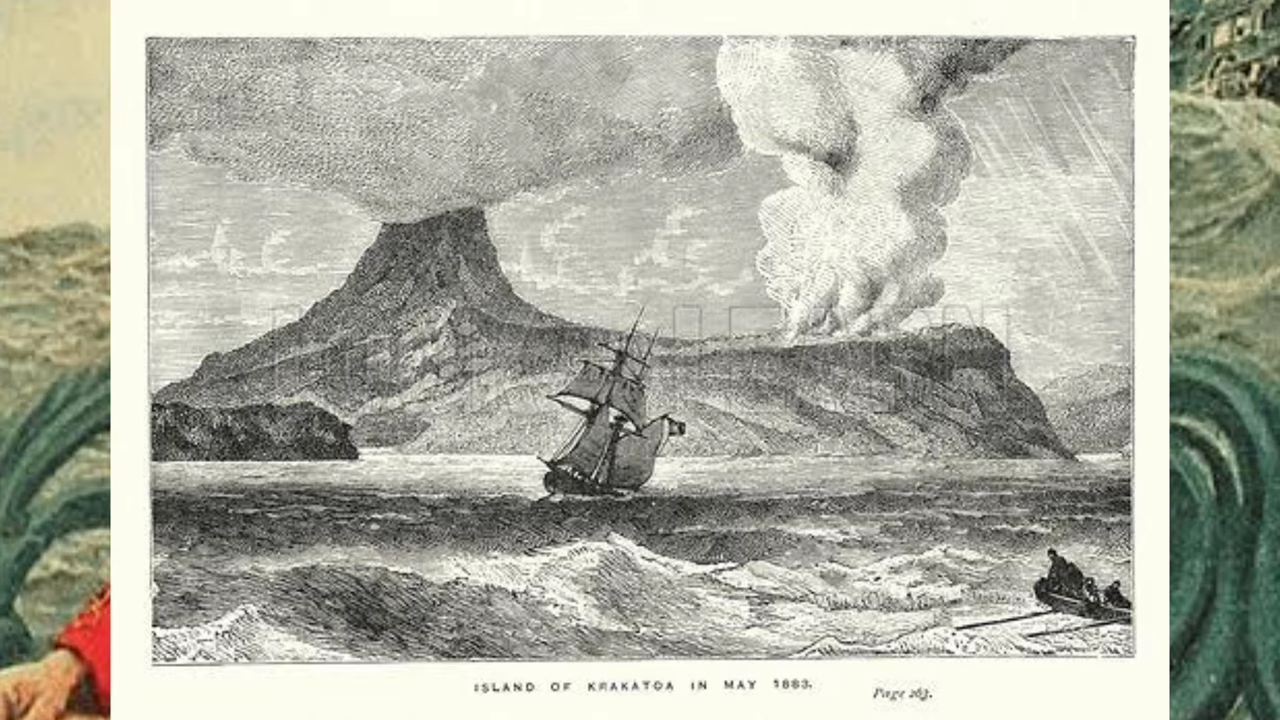 ISLAND OF KRAKATOA IN MAY 1883.
Page 263.